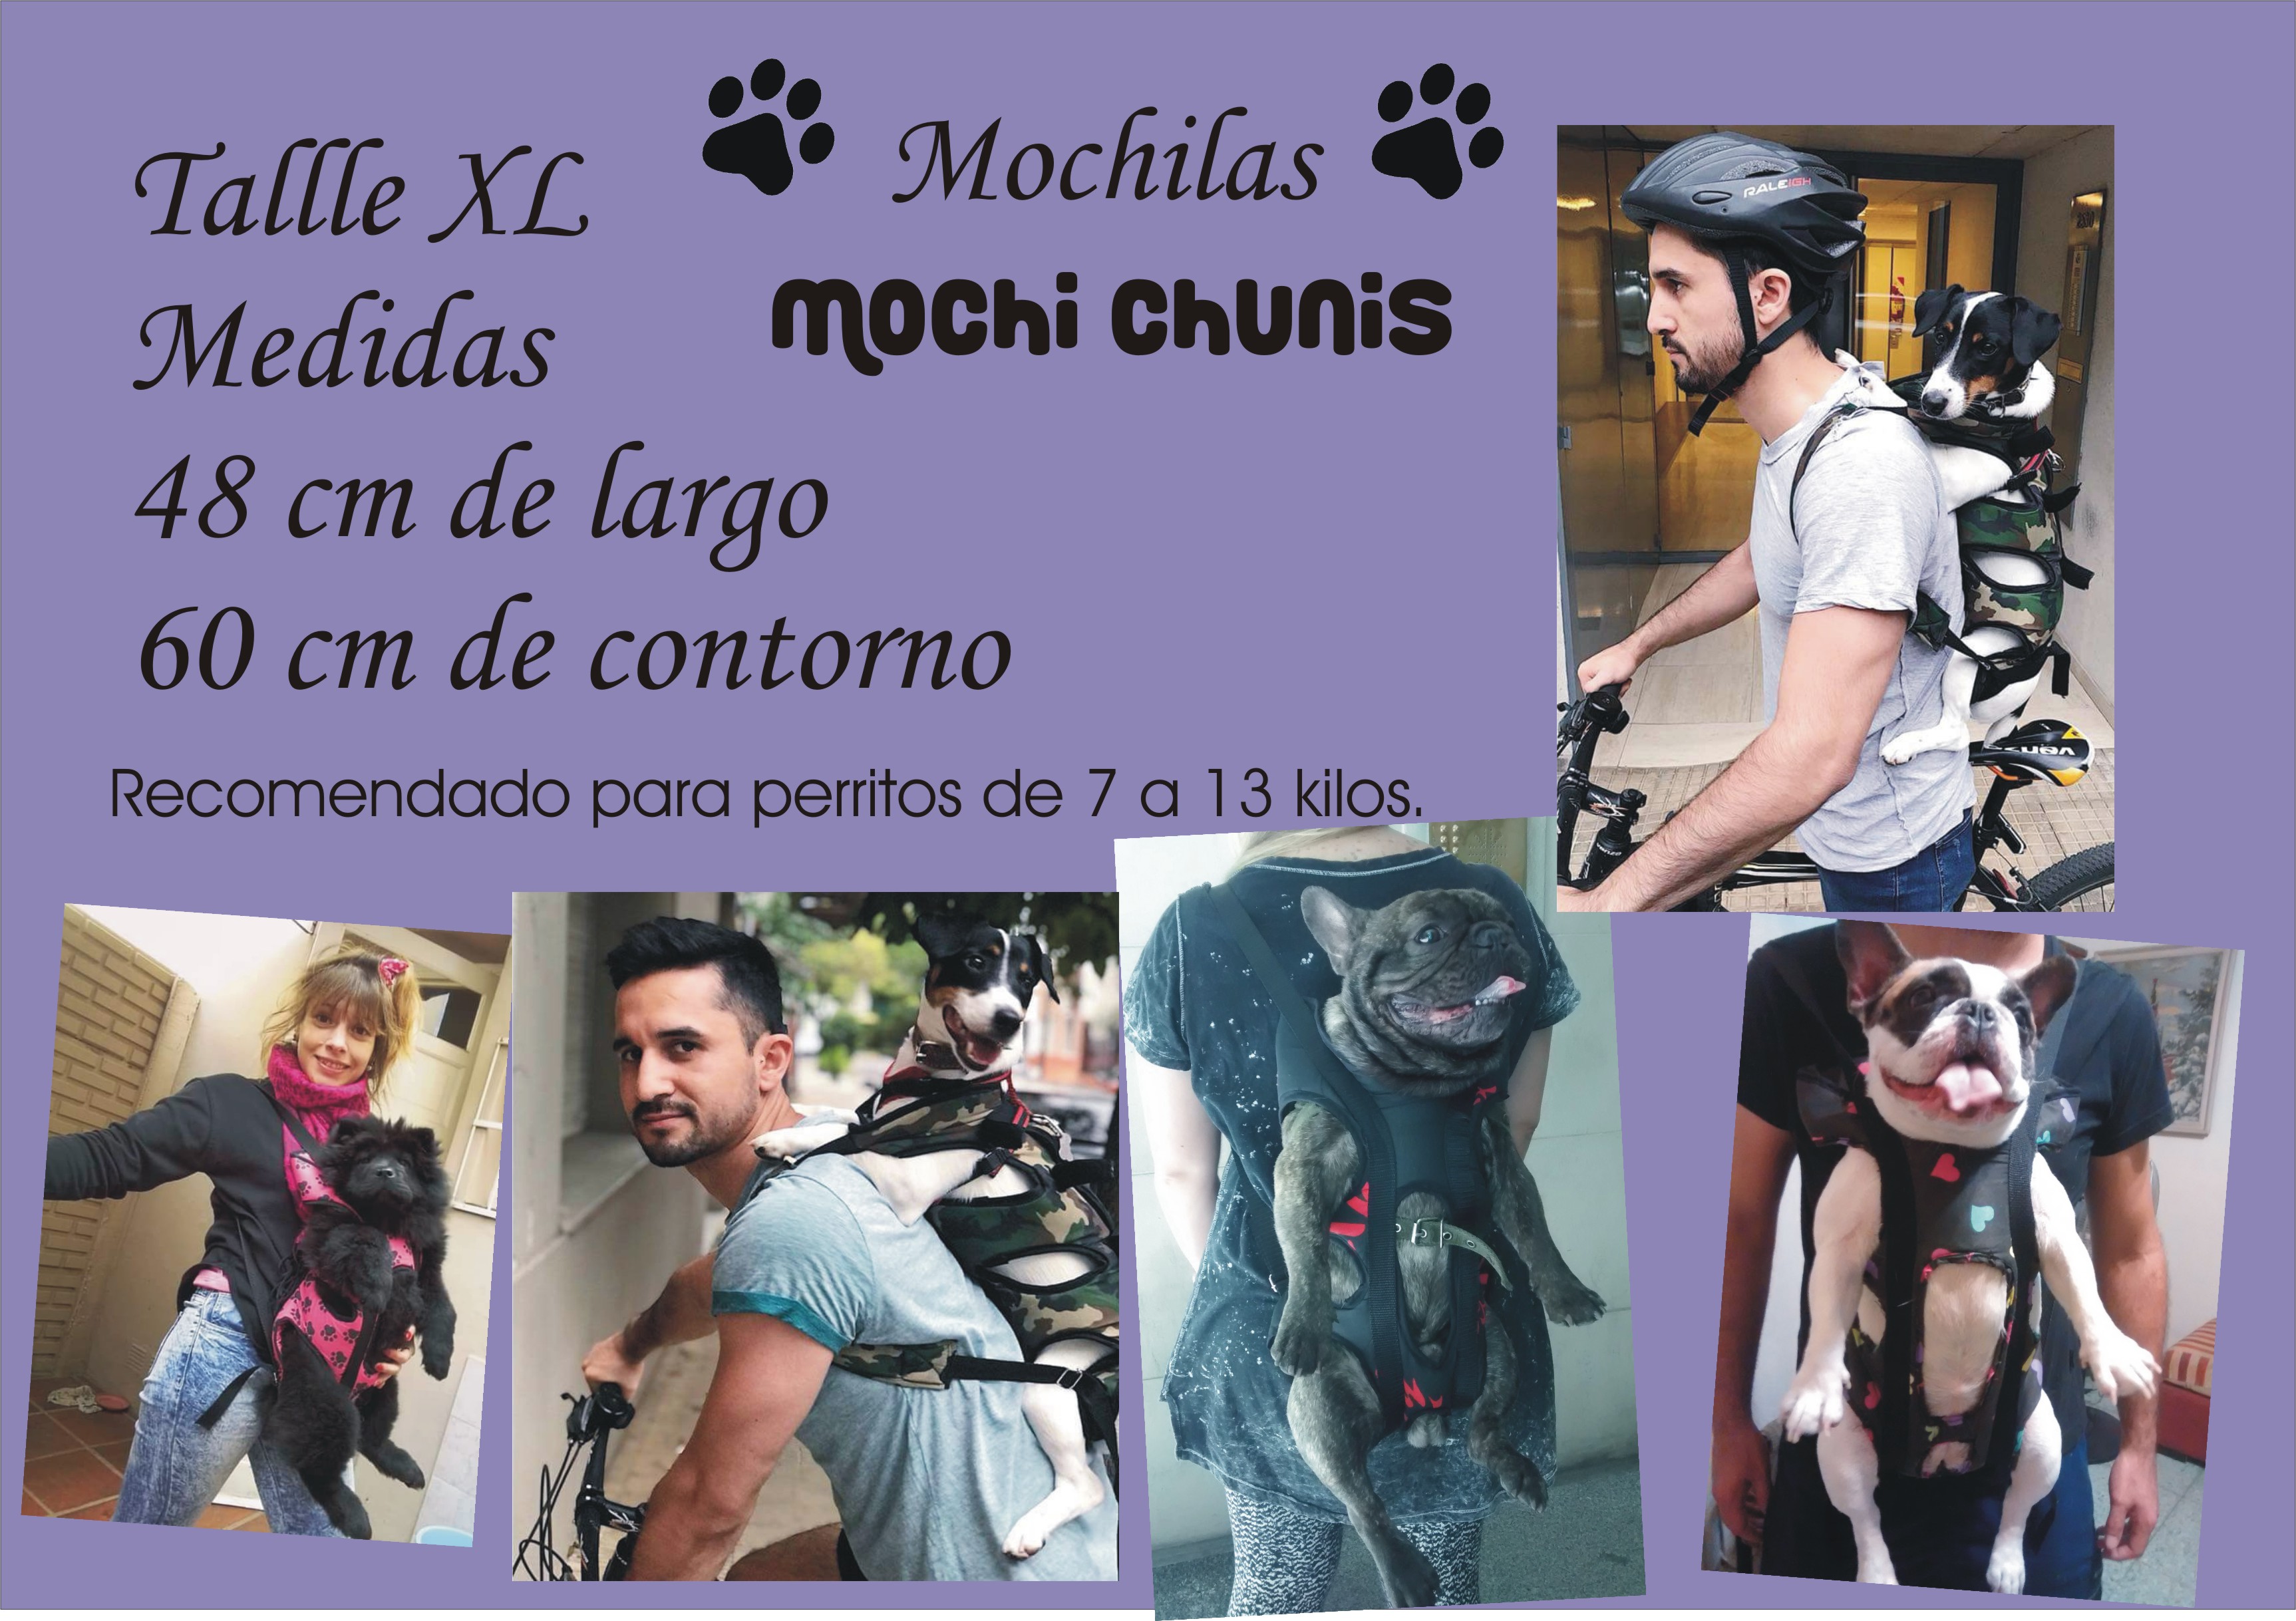 Mochilas
mochi chunis
Tallle XL
Medidas
48 cm de largo
60 cm de contorno
Recomendado para perritos de 7 a 13 kilos.
RALEIGH